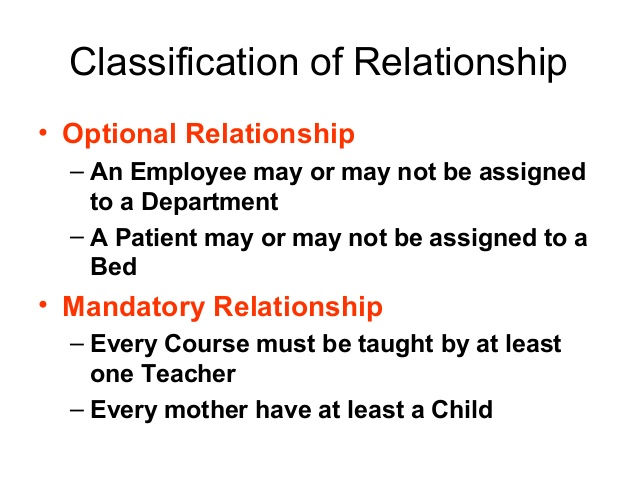 Classification of Relationship
• Optional Relationship
– An Employee may or may not be assigned
to a Department
– A Patient may or may not be assigned to a
Bed
• Mandatory Relationship
– Every Course must be taught by at least
one Teacher
– Every mother have at least a Child